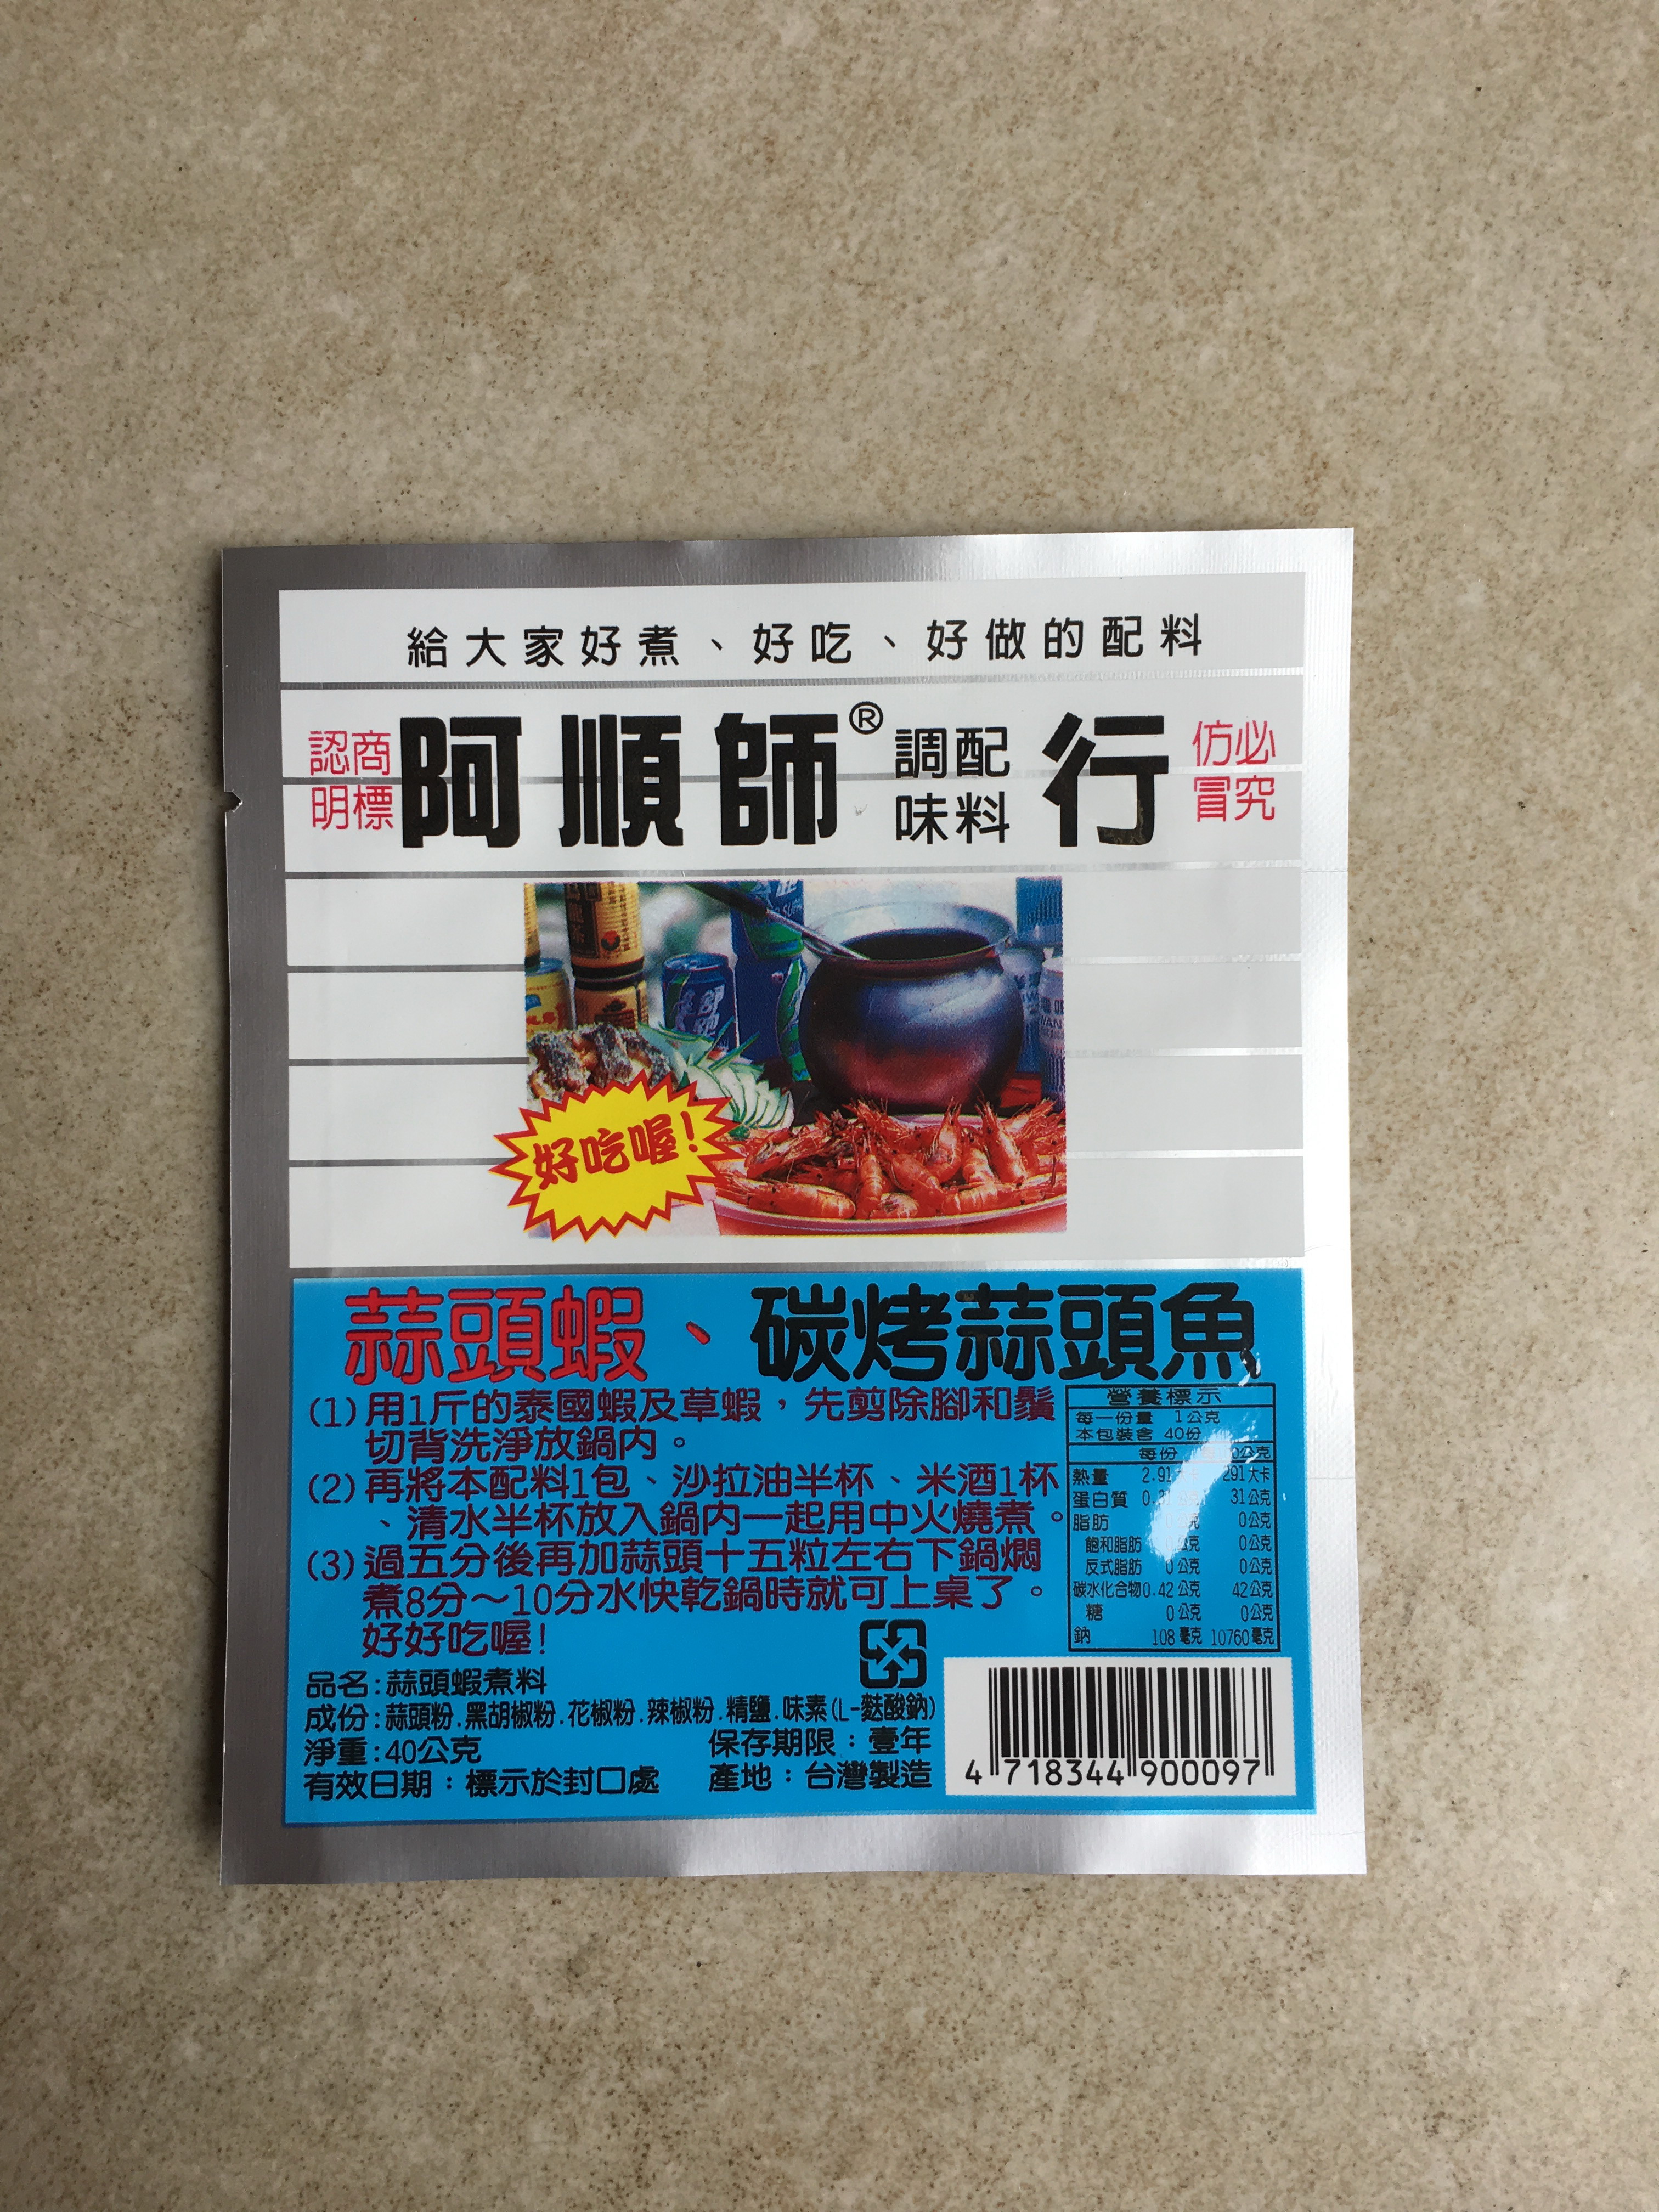 給大家好煮、好吃、好做的配料
認明商標
阿順師®調味配料行
仿冒必究
好吃喔！
蒜頭蝦、碳烤蒜頭魚
(1)用1斤的泰國蝦及草蝦，先剪除腳和鬚
切背洗淨放鍋內。
(2)再將本配料1包、沙拉油半杯、米酒1杯
、清水半杯放入鍋內一起用中火燒煮。
(3)過五分後再加蒜頭十五粒左右下鍋燜
煮8分～10分水快乾鍋時就可上桌了。
好好吃喔！
營養標示
每一份量 1公克
本包裝含 40份
每份
熱量 2.91 291大卡
蛋白質 31公克
脂肪 0公克
飽和脂肪 0公克
反式脂肪 0公克 0公克
碳水化合物0.42公克 42公克
糖 0公克 0公克
鈉 108毫克 10760毫克
品名：蒜頭蝦煮料
成份：蒜頭粉.黑胡椒粉.花椒粉.辣椒粉.精鹽.味素(L-麩酸鈉)
淨重：40公克 保存期限：壹年
有效日期：標示於封口處 產地：台灣製造
4 718344 900097